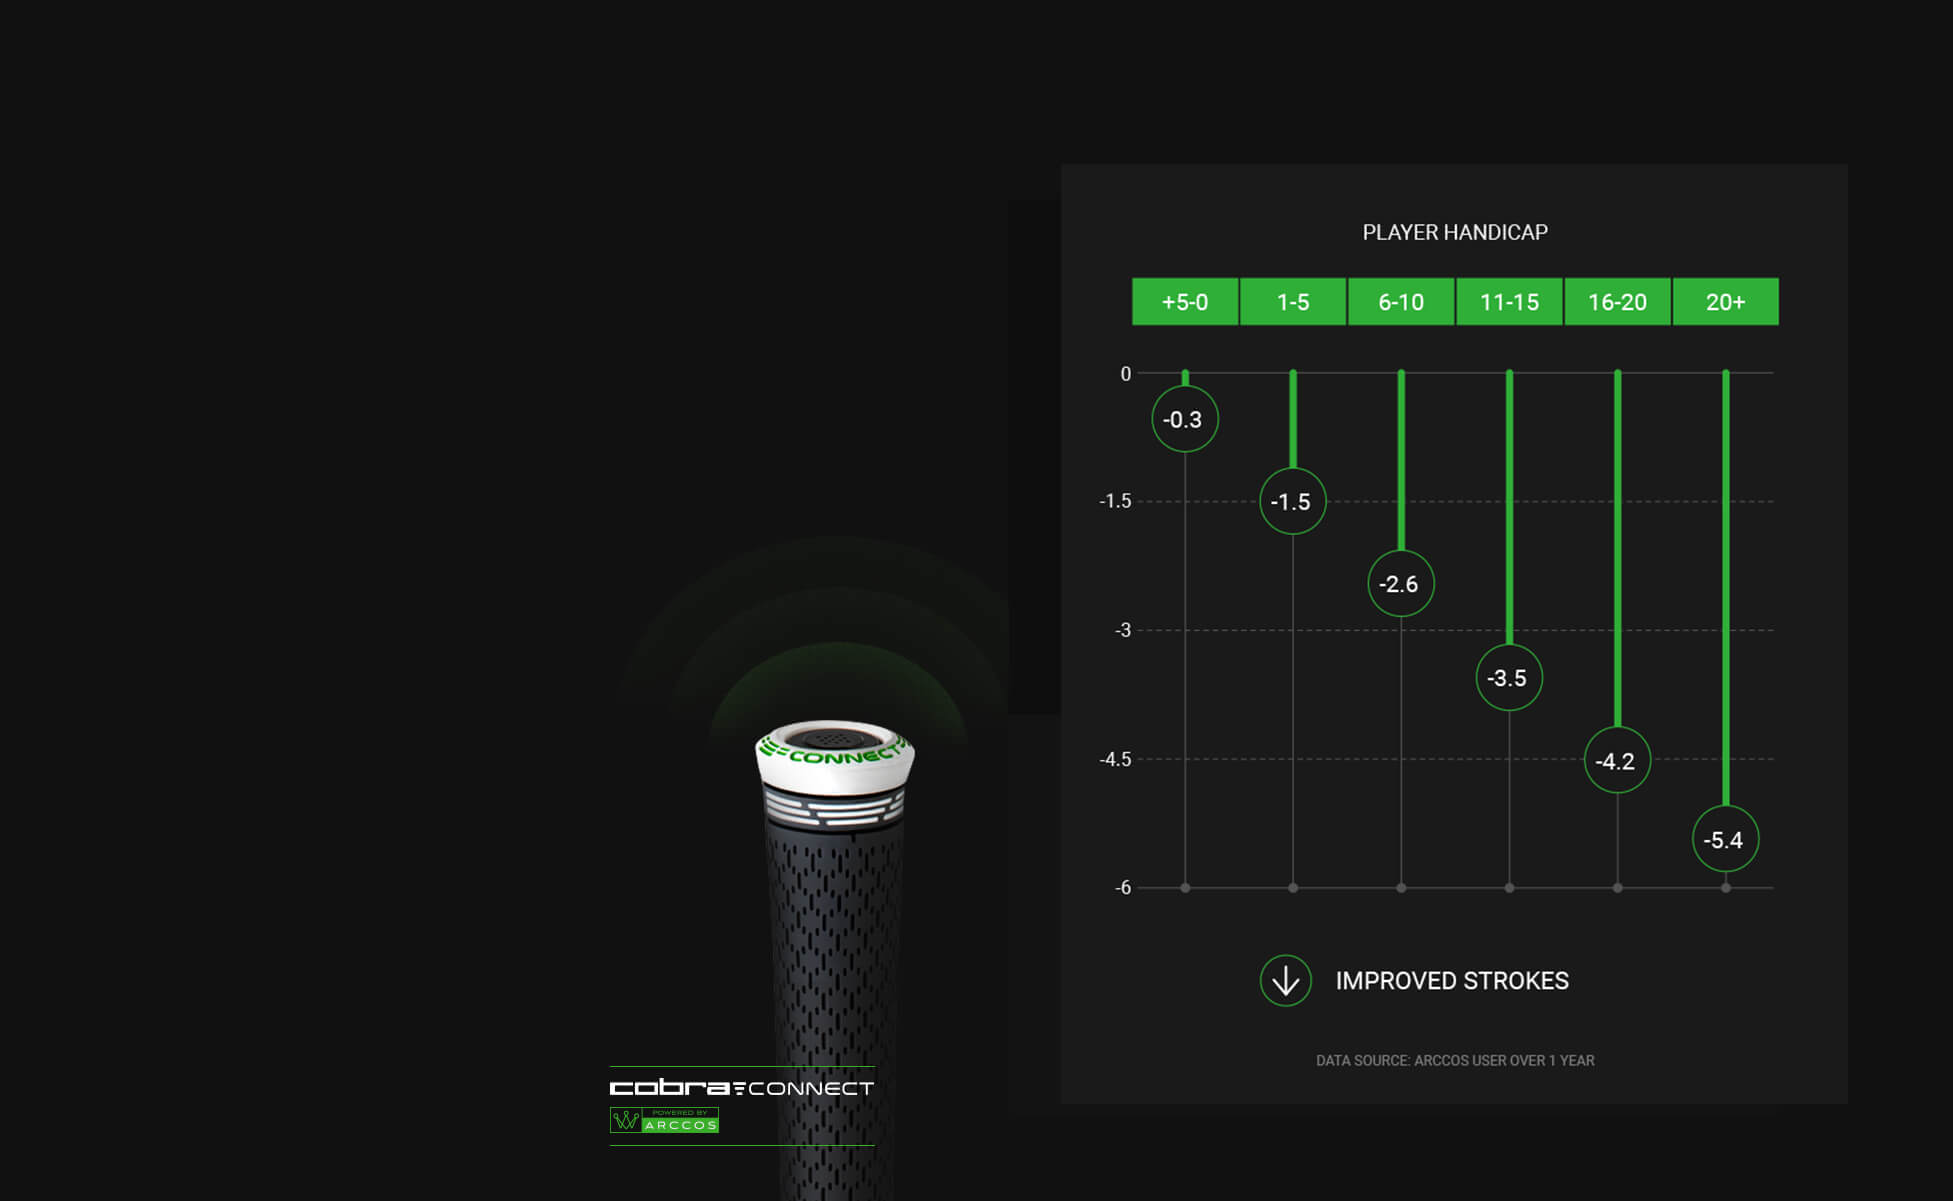 PLAYER HANDICAP
+5-0 1-5 6-10 11-15 16-20 20+
0
-0.3
-1.5
-1.5
-2.6
-3
-3.5
-4.5
-4.2
-5.4
-6
IMPROVED STROKES
DATA SOURCE: ARCCOS USER OVER 1 YEAR
CONNECT
cobra CONNECT
POWERED BY
ARCCOS